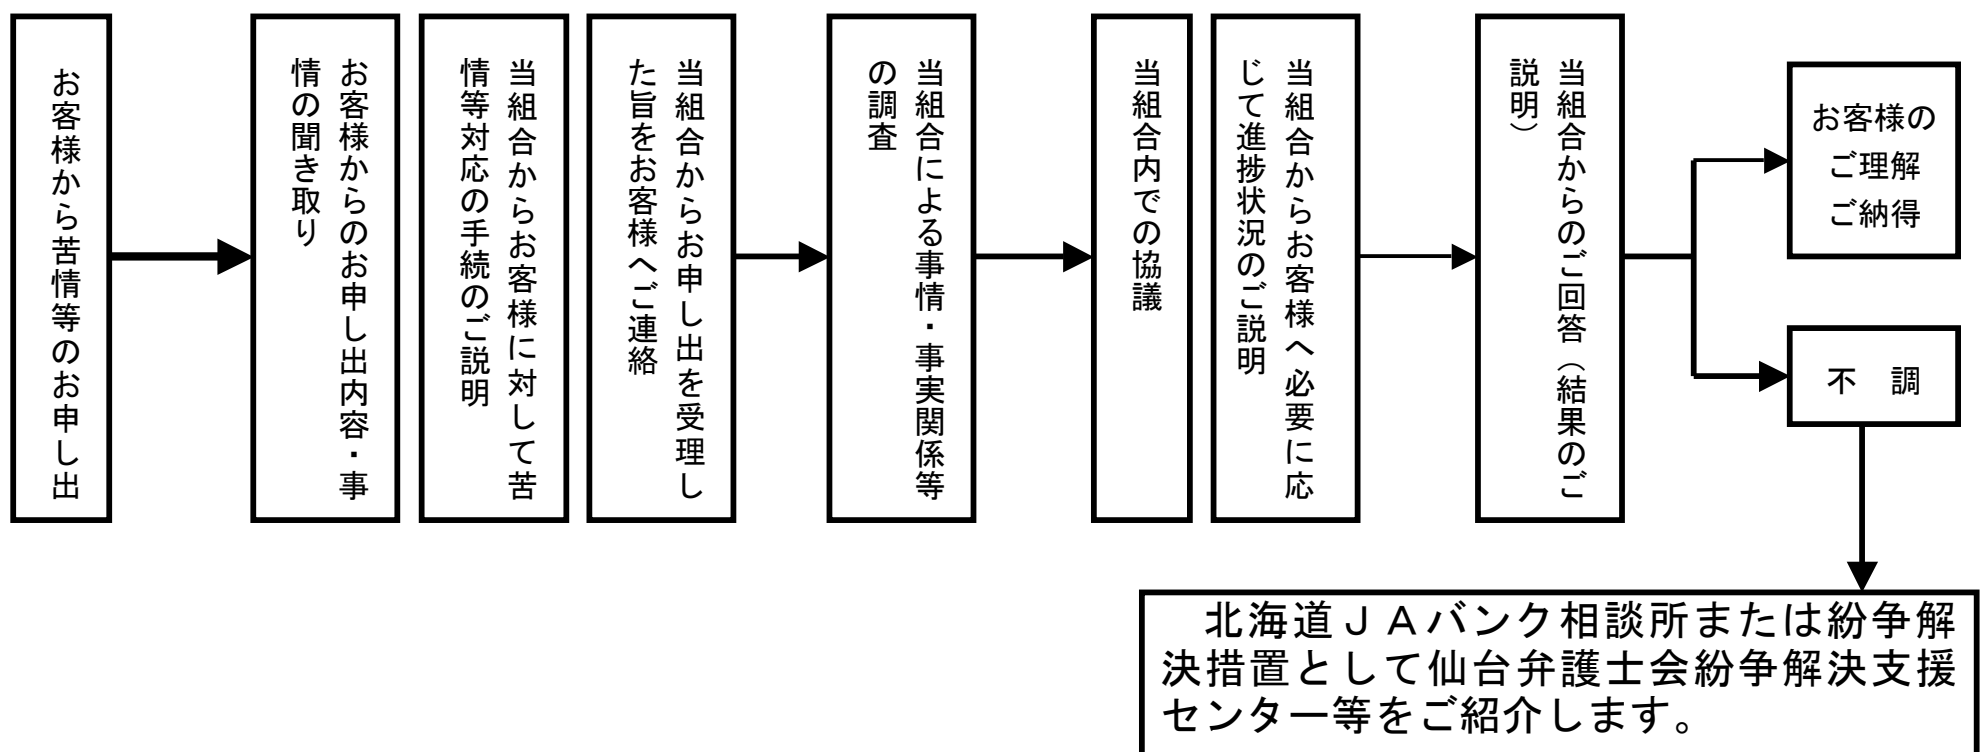 お客様から苦情等のお申し出
お客様からのお申し出内容・事
情の聞き取り
当組合からお客様に対して苦
情等対応の手続のご説明
当組合からお申し出を受理し
た旨をお客様へご連絡
当組合による事情・事実関係等
の調査
当組合内での協議
当組合からお客様へ必要に応
じて進捗状況のご説明
当組合からのご回答（結果のご
説明）
お客様の
ご理解
ご納得
不　調
北海道ＪＡバンク相談所または紛争解
決措置として仙台弁護士会紛争解決支援
センター等をご紹介します。